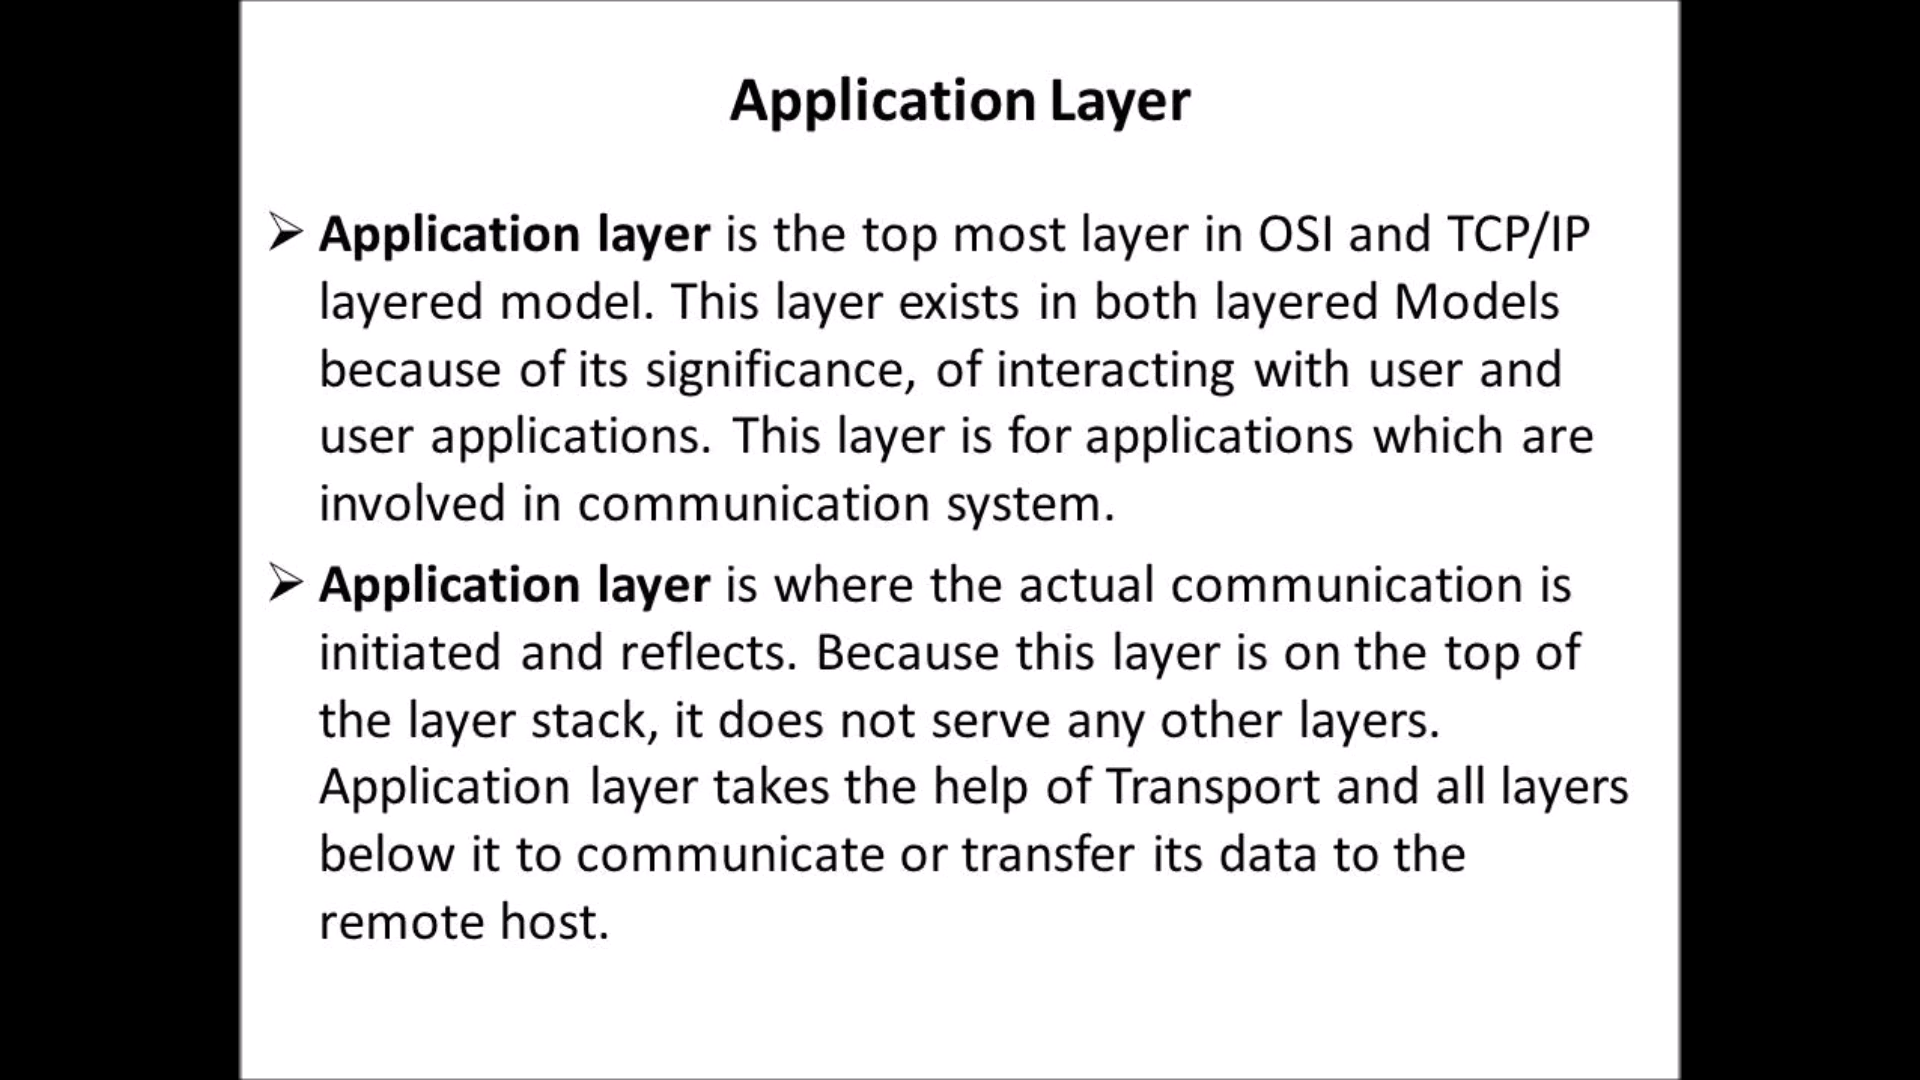 Application Layer
➢ Application layer is the top most layer in OSI and TCP/IP
layered model. This layer exists in both layered Models
because of its significance, of interacting with user and
user applications. This layer is for applications which are
involved in communication system.
➢ Application layer is where the actual communication is
initiated and reflects. Because this layer is on the top of
the layer stack, it does not serve any other layers.
Application layer takes the help of Transport and all layers
below it to communicate or transfer its data to the
remote host.